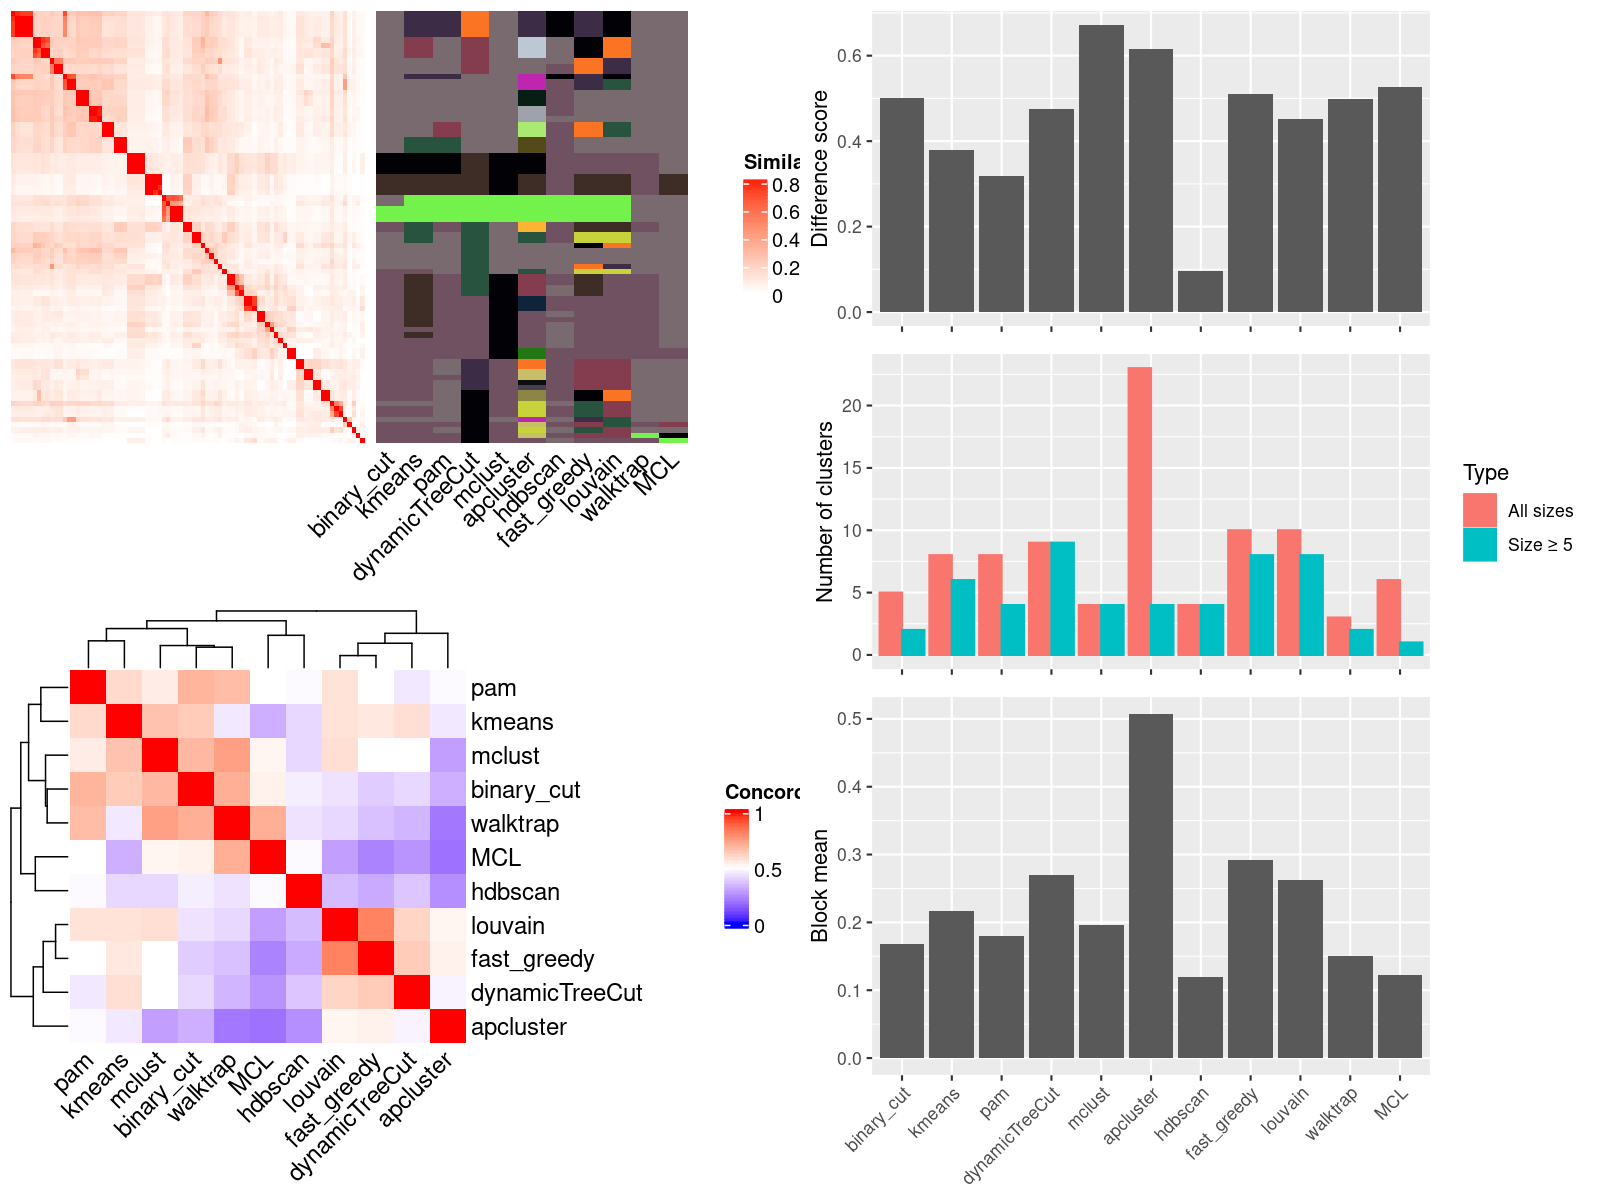 Simila
0.8
0.6
0.4
0.2
0
binary_cut
kmeans
pam
dynamicTreeCut
mclust
apcluster
hdbscan
fast_greedy
louvain
walktrap
MCL
pam
kmeans
mclust
binary_cut
walktrap
MCL
hdbscan
louvain
fast_greedy
dynamicTreeCut
apcluster
pam
kmeans
mclust
binary_cut
walktrap
MCL
hdbscan
louvain
fast_greedy
dynamicTreeCut
apcluster
Concord
1
0.5
0
Difference score
0.6
0.4
0.2
0.0
Number of clusters
20
15
10
5
0
Type
All sizes
Size ≥ 5
Block mean
0.5
0.4
0.3
0.2
0.1
0.0
binary_cut
kmeans
pam
dynamicTreeCut
mclust
apcluster
hdbscan
fast_greedy
louvain
walktrap
MCL